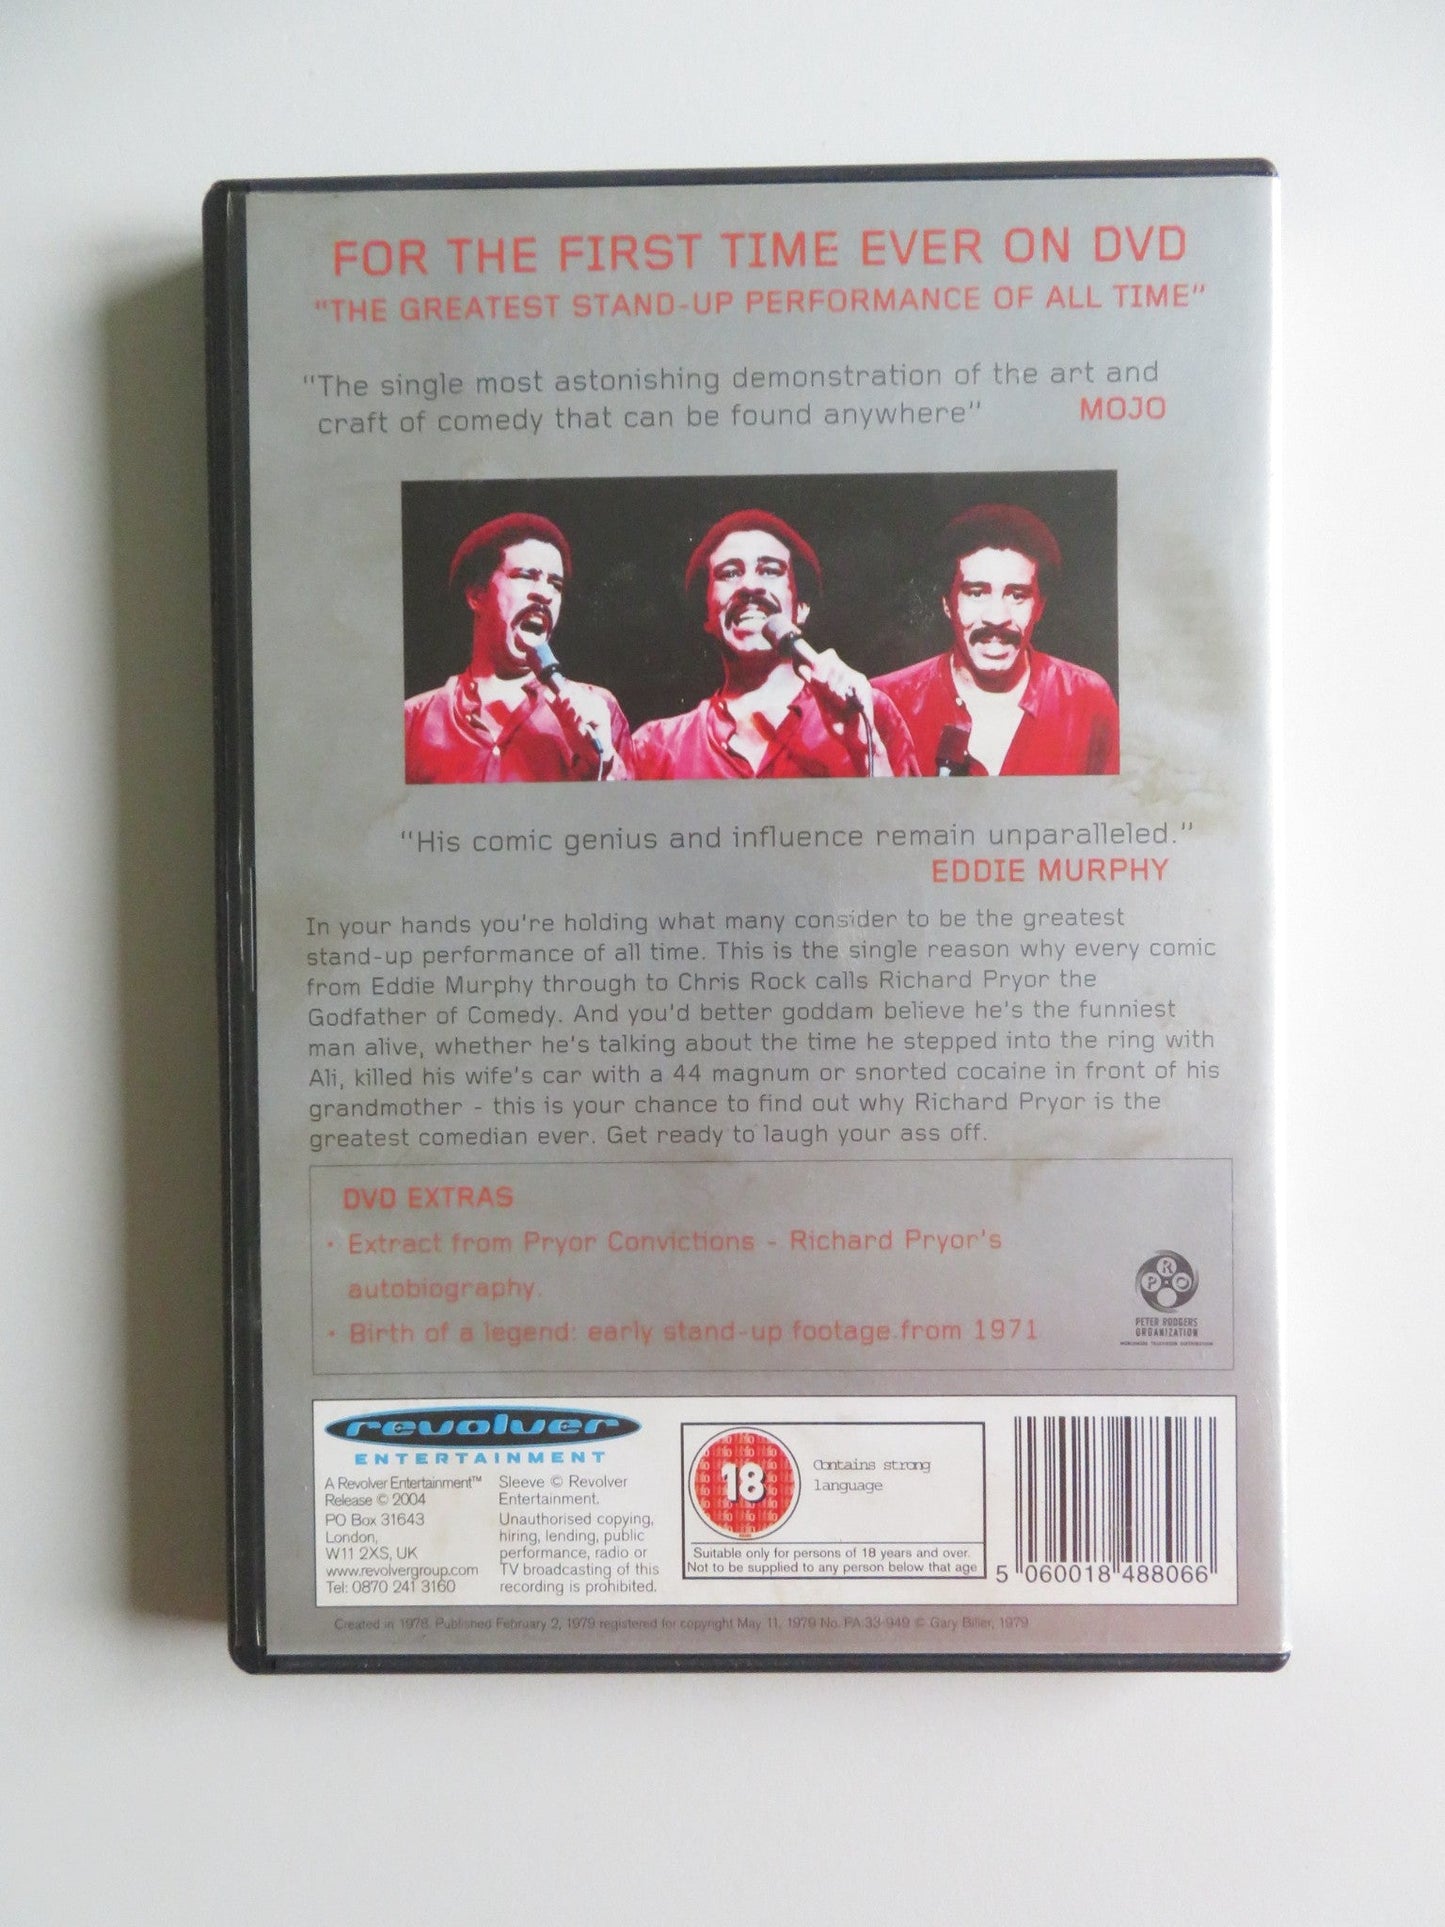 FOR THE FIRST TIME EVER ON DVD
"THE GREATEST STAND-UP PERFORMANCE OF ALL TIME"
"The single most astonishing demonstration of the art and
craft of comedy that can be found anywhere" MOJO
"His comic genius and influence remain unparalleled."
EDDIE MURPHY
In your hands you're holding what many consider to be the greatest
stand-up performance of all time. This is the single reason why every comic
from Eddie Murphy through to Chris Rock calls Richard Pryor the
Godfather of Comedy. And you'd better goddam believe he's the funniest
man alive, whether he's talking about the time he stepped into the ring with
Ali, killed his wife's car with a 44 magnum or snorted cocaine in front of his
grandmother - this is your chance to find out why Richard Pryor is the
greatest comedian ever. Get ready to laugh your ass off.
DVD EXTRAS
• Extract from Pryor Convictions - Richard Pryor's
autobiography.
• Birth of a legend: early stand-up footage from 1971
PRO
PETER RODGERS
ORGANIZATION
WORLDWIDE TELEVISION DISTRIBUTION
revolver
ENTERTAINMENT
A Revolver Entertainment™
Release © 2004
PO Box 31643
London,
W11 2XS, UK
www.revolvergroup.com
Tel: 0870 241 3160
Sleeve © Revolver
Entertainment.
Unauthorised copying,
hiring, lending, public
performance, radio or
TV broadcasting of this
recording is prohibited.
18
Contains strong
language
Suitable only for persons of 18 years and over.
Not to be supplied to any person below that age
5 060018 488066
Created in 1978. Published February 2, 1979 registered for copyright May 11, 1979 No. PA 33-949 © Gary Biller, 1979